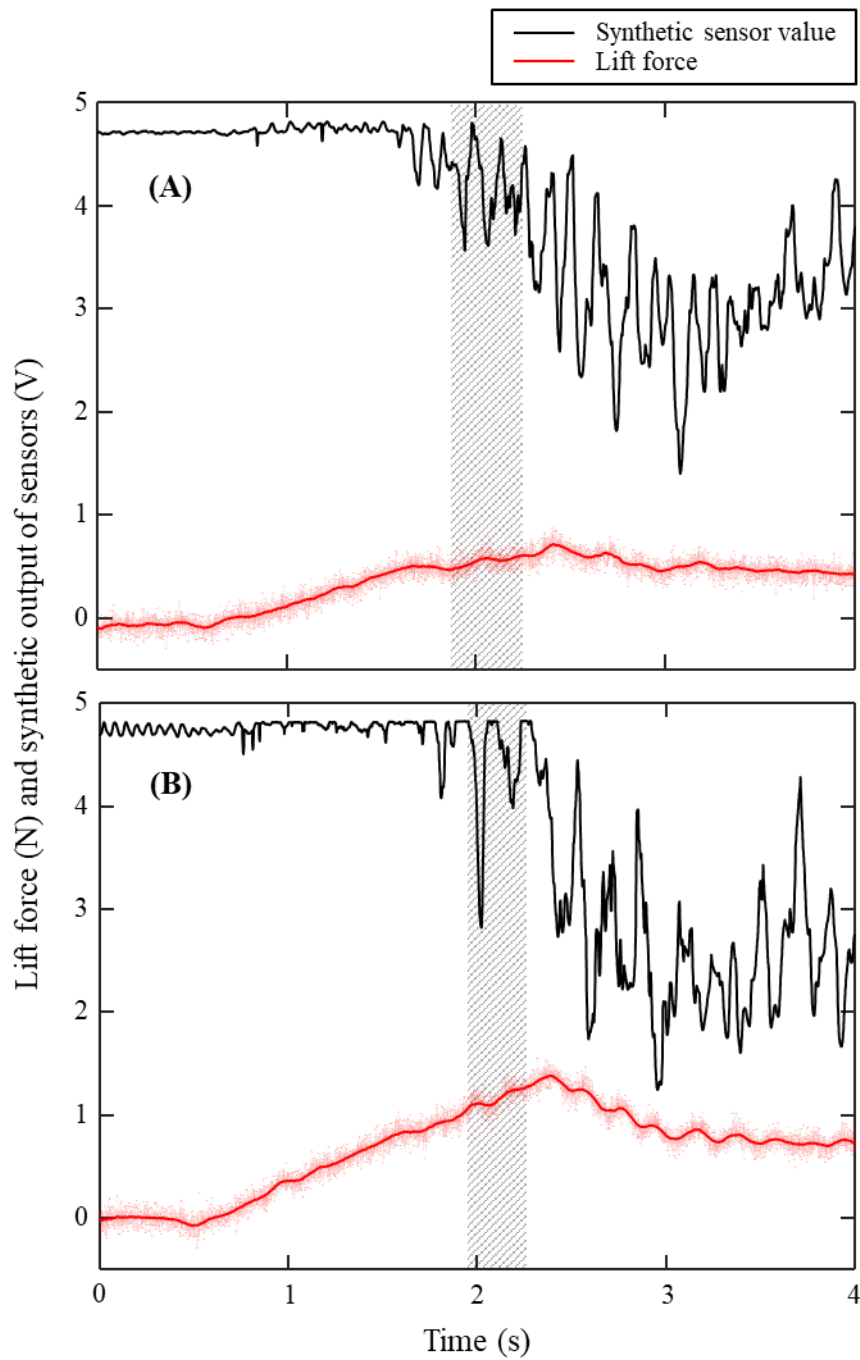 Synthetic sensor value
Lift force
5
(A)
4
3
2
1
0
5
(B)
4
3
2
1
0
0 1 2 3 4
Lift force (N) and synthetic output of sensors (V)
Time (s)